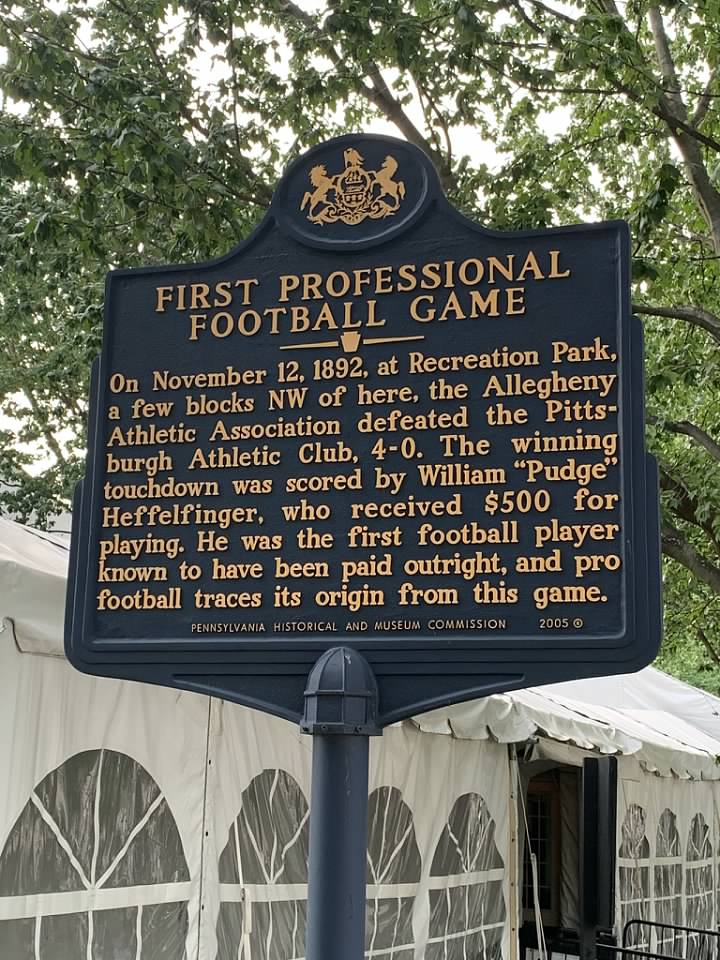 FIRST PROFESSIONAL
FOOTBALL GAME
On November 12, 1892, at Recreation Park,
a few blocks NW of here, the Allegheny
Athletic Association defeated the Pitts-
burgh Athletic Club, 4-0. The winning
touchdown was scored by William "Pudge"
Heffelfinger, who received $500 for
playing. He was the first football player
known to have been paid outright, and pro
football traces its origin from this game.
PENNSYLVANIA HISTORICAL AND MUSEUM COMMISSION 2005 ©